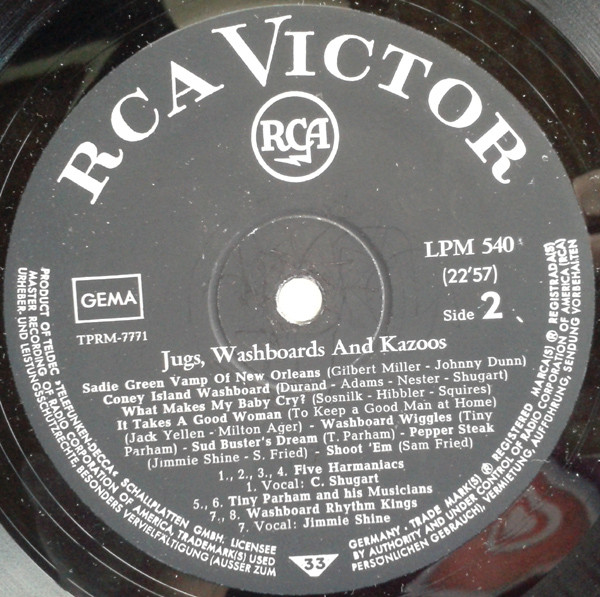 RCA VICTOR
RCA
LPM 540
(22'57)
Side 2
GEMA
TPRM-7771
Jugs, Washboards And Kazoos
Sadie Green Vamp Of New Orleans (Gilbert Miller - Johnny Dunn)
Coney Island Washboard (Durand - Adams - Nester - Shugart)
What Makes My Baby Cry? (Sosnik - Hibbler - Squires)
It Takes A Good Woman (To Keep a Good Man at Home)
(Jack Yellen - Milton Ager) - Washboard Wiggles (Tiny
Parham) - Sud Buster's Dream (T. Parham) - Pepper Steak
(Jimmie Shine - S. Fried) - Shoot 'Em (Sam Fried)
1., 2., 3., 4. Five Harmaniacs
1. Vocal: C. Shugart
5., 6. Tiny Parham and his Musicians
7., 8. Washboard Rhythm Kings
7. Vocal: Jimmie Shine
33
PRODUCT OF TELDEC »TELEFUNKEN-DECCA« SCHALLPLATTEN GMBH. LICENSEE
MASTER RECORDING OF RADIO CORPORATION OF AMERICA, TRADEMARK(S) USED
URHEBER- UND LEISTUNGSSCHUTZRECHTE, BESONDERS VERVIELFÄLTIGUNG (AUSSER ZUM
GERMANY · TRADE MARK(S) ® REGISTERED · MARCA(S) ® REGISTRADA(S)
BY AUTHORITY AND UNDER CONTROL OF RADIO CORPORATION OF AMERICA (RCA)
PERSÖNLICHEN GEBRAUCH), VERMIETUNG, AUFFÜHRUNG, SENDUNG VORBEHALTEN